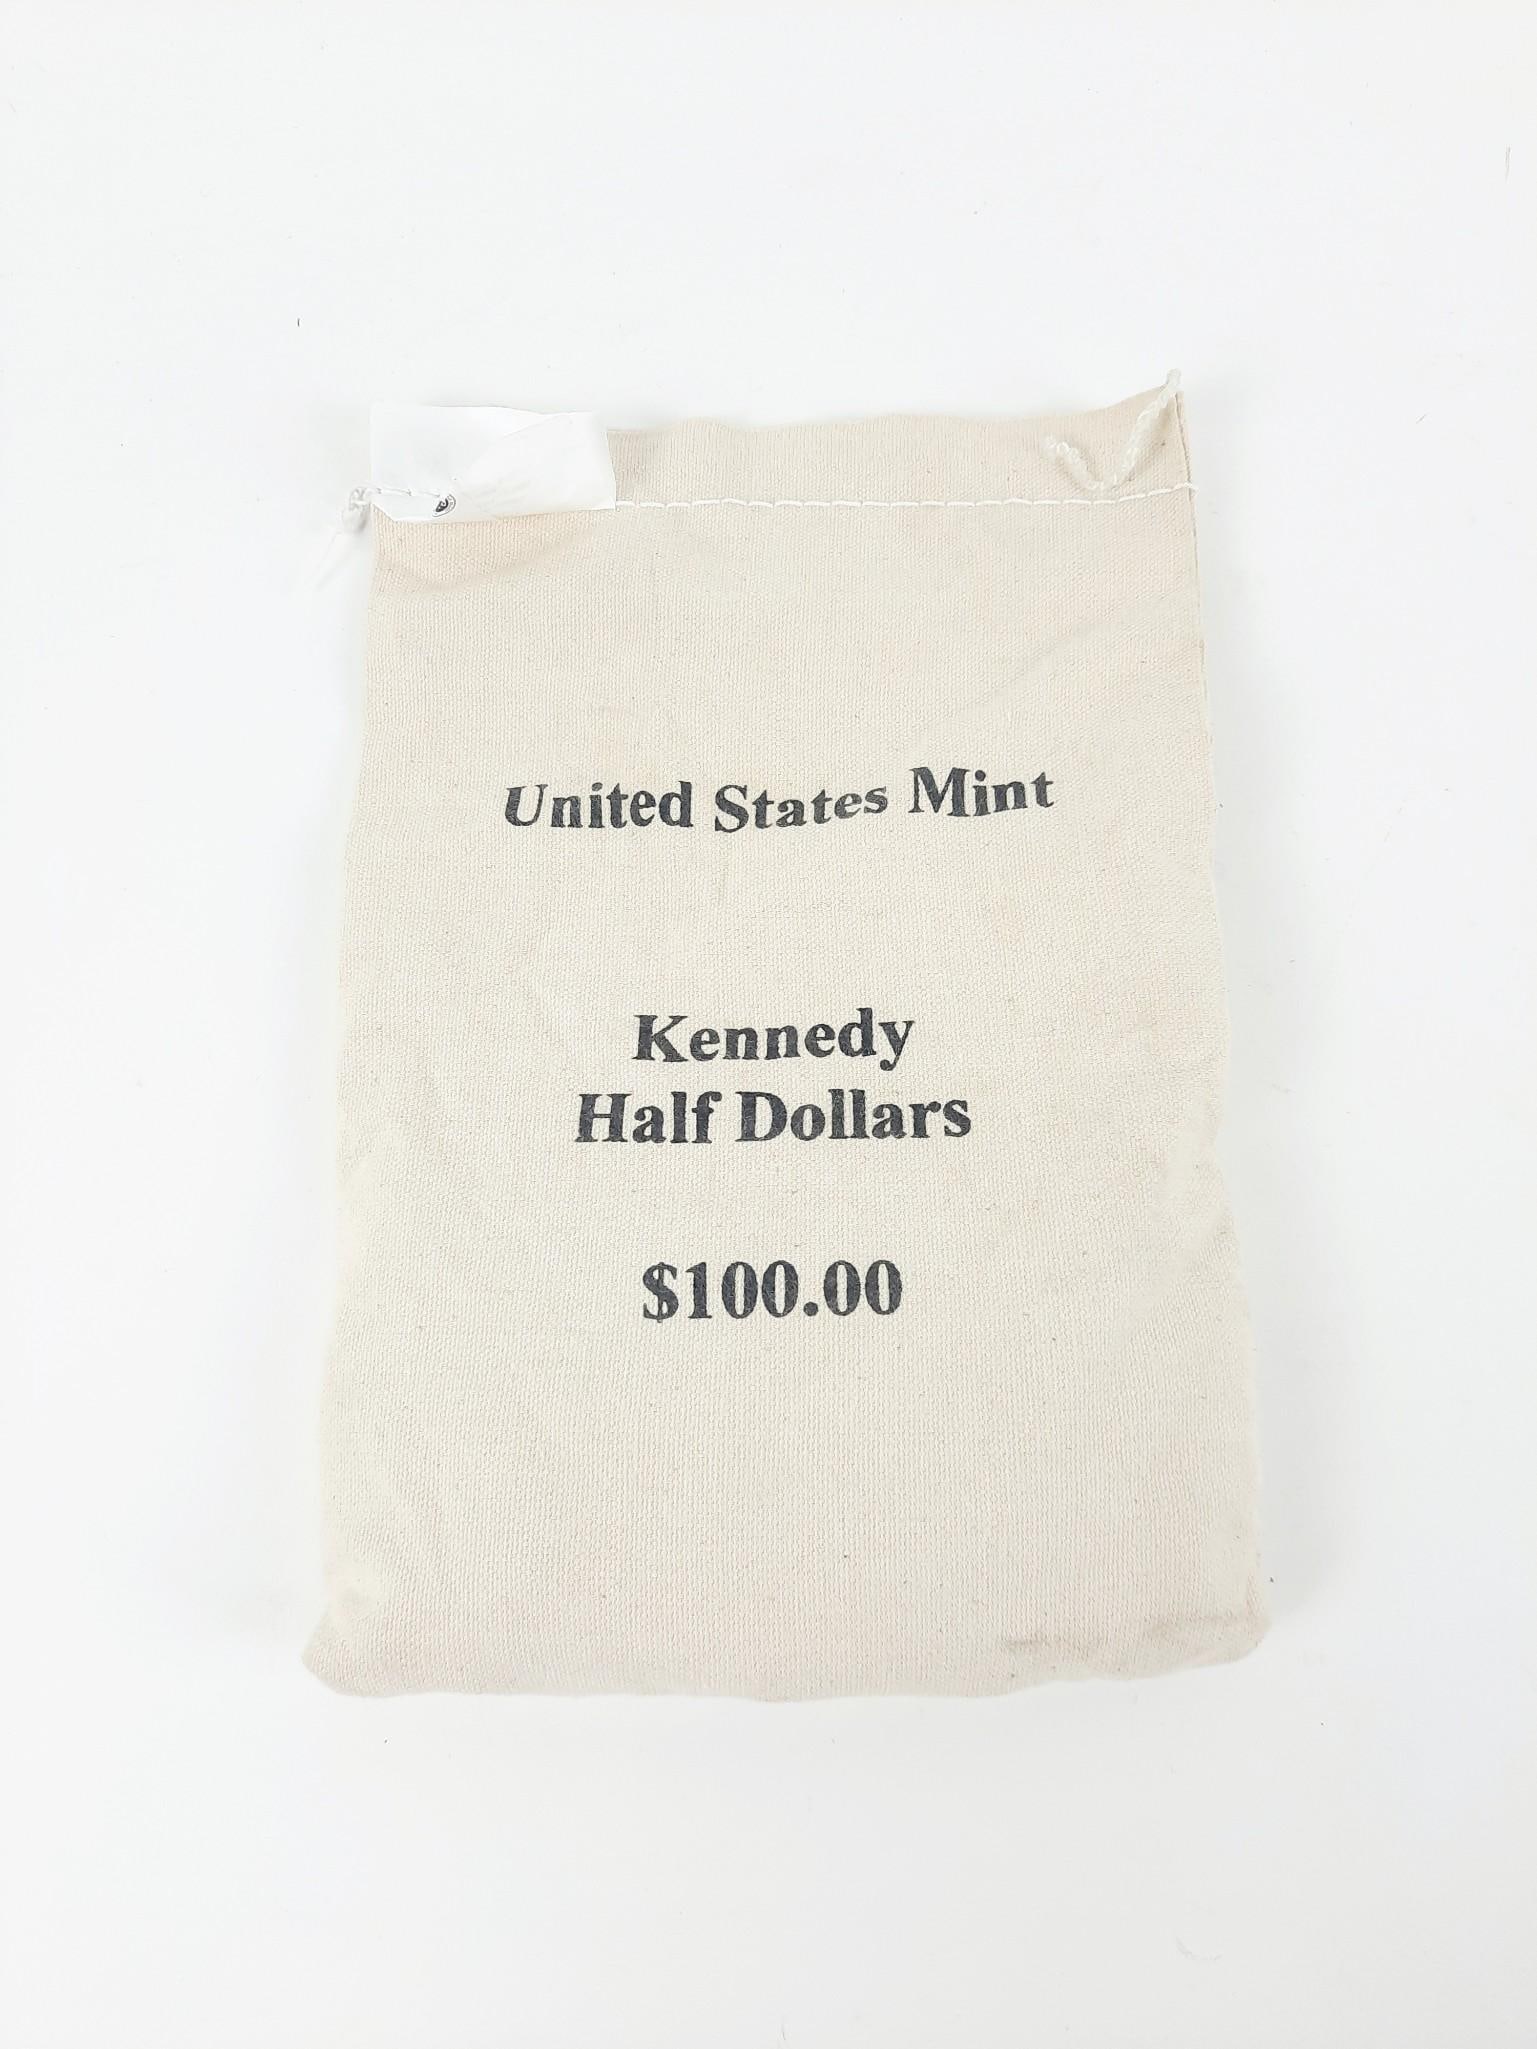 United States Mint
Kennedy
Half Dollars
$100.00